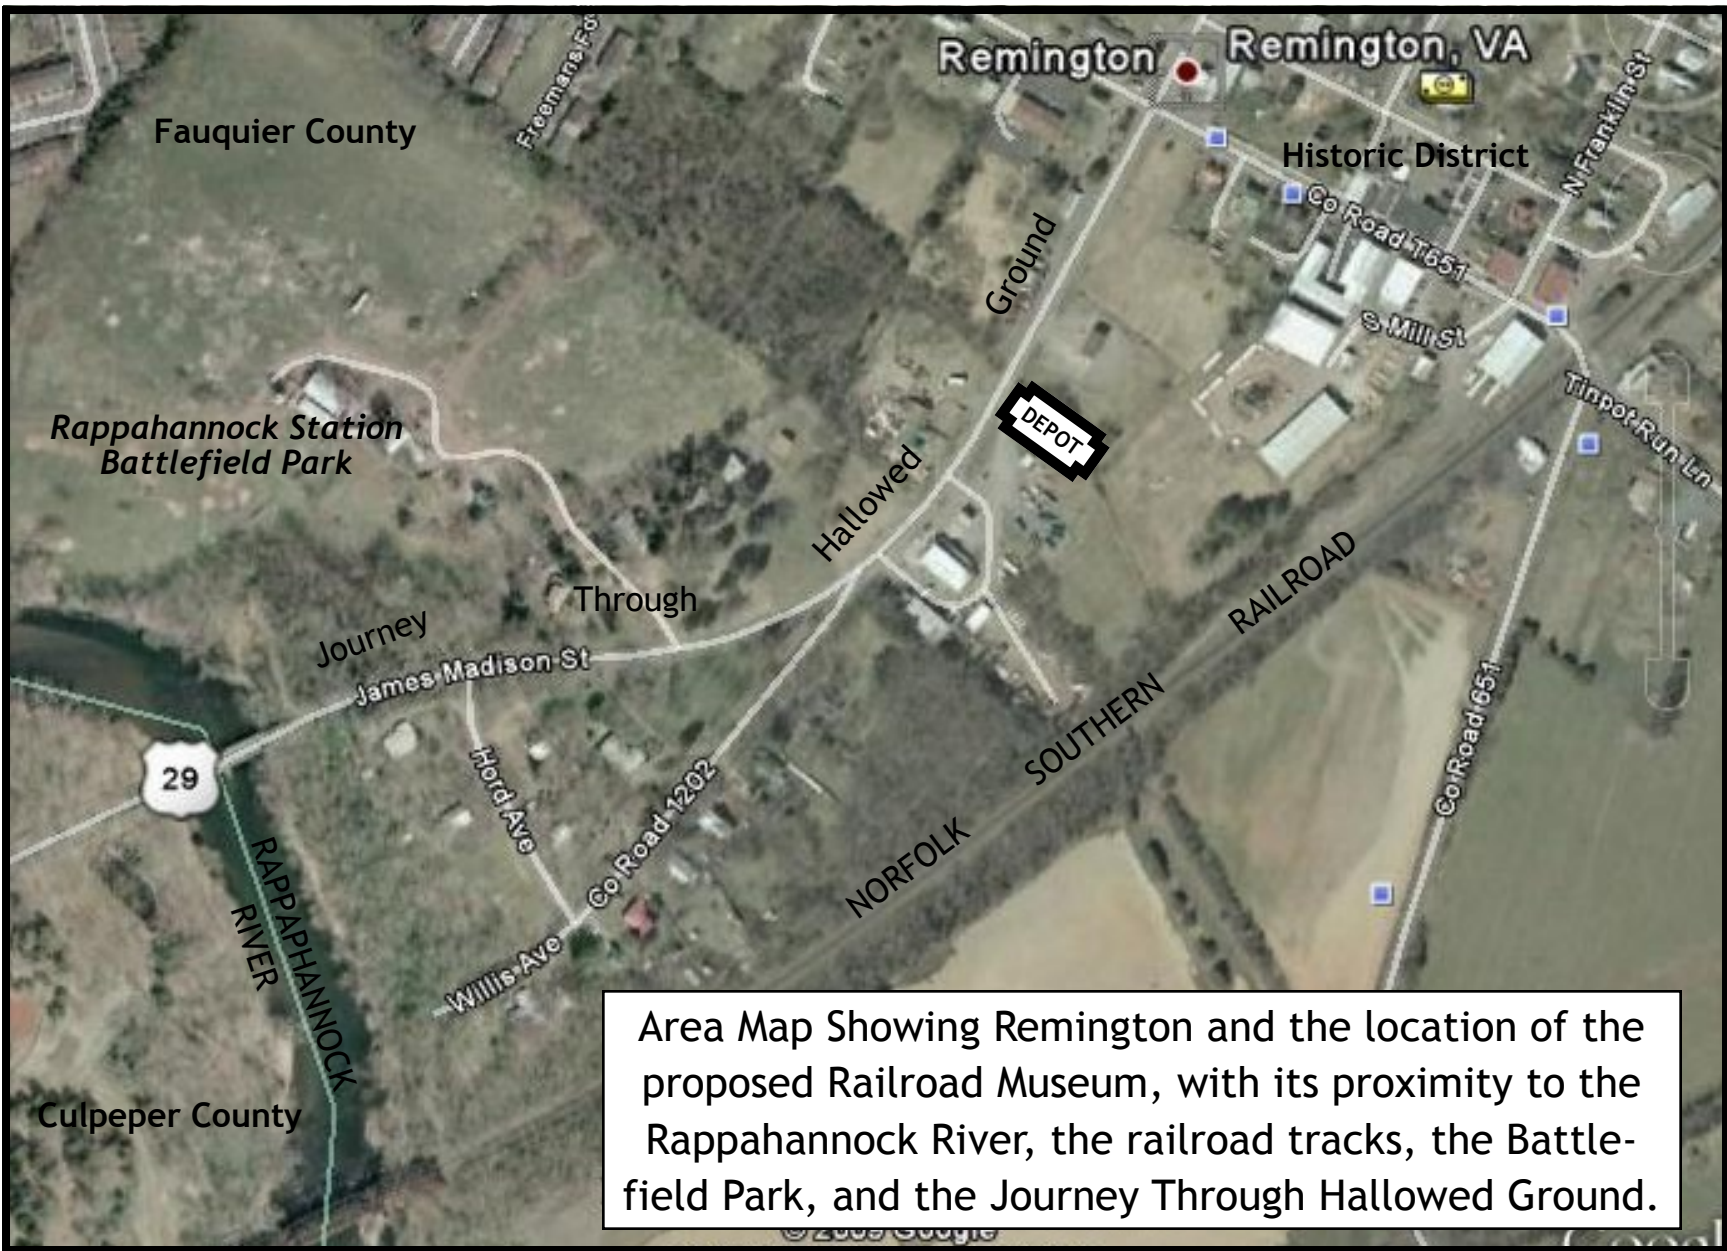 Remington
Remington, VA
Fauquier County
Freemans Fo
Historic District
N Franklin St
Co Road T651
S Mill St
Tinpot Run Ln
Ground
DEPOT
Rappahannock Station
Battlefield Park
Hallowed
Through
Journey
James Madison St
RAILROAD
SOUTHERN
NORFOLK
Co Road 651
29
Hord Ave
Co Road 1202
Willis Ave
RAPPAPHANNOCK
RIVER
Culpeper County
Area Map Showing Remington and the location of the
proposed Railroad Museum, with its proximity to the
Rappahannock River, the railroad tracks, the Battle-
field Park, and the Journey Through Hallowed Ground.
© 2009 Google